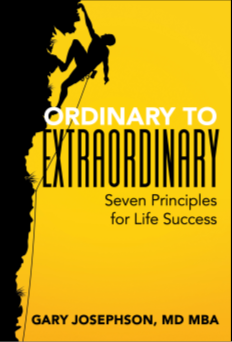 ORDINARY TO
EXTRAORDINARY
Seven Principles
for Life Success
GARY JOSEPHSON, MD MBA